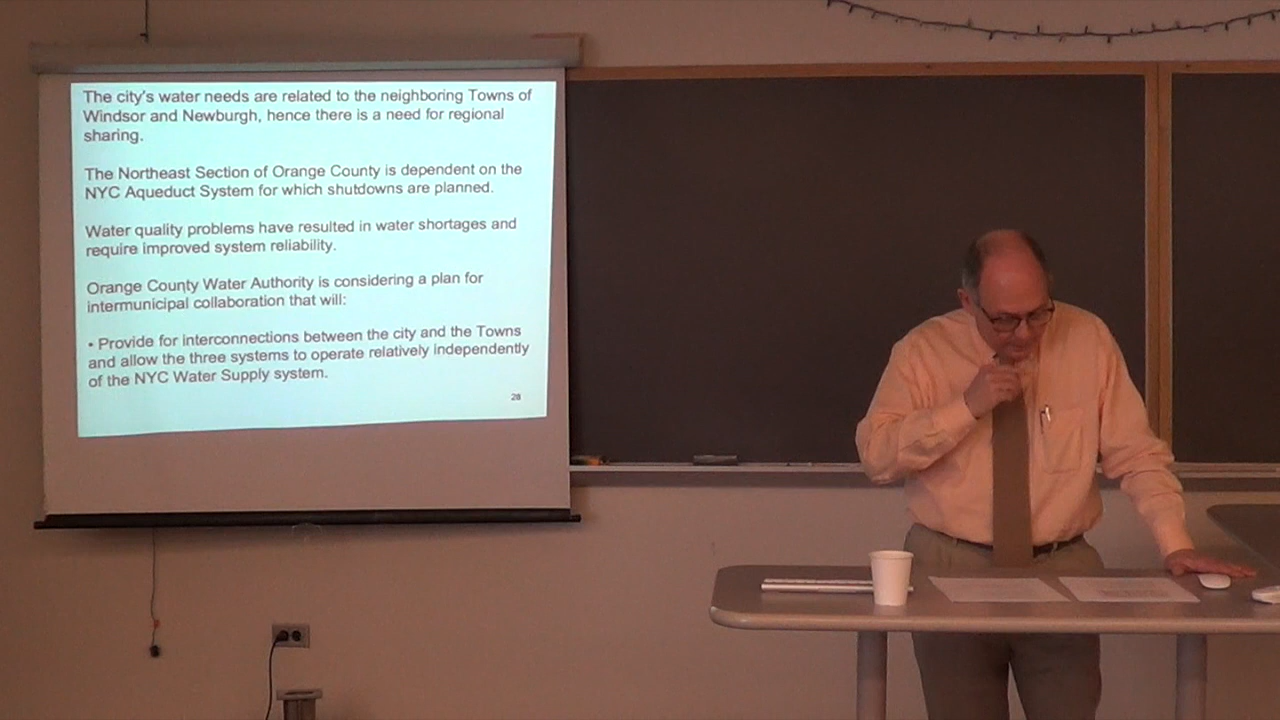 The city's water needs are related to the neighboring Towns of
Windsor and Newburgh, hence there is a need for regional
sharing.
The Northeast Section of Orange County is dependent on the
NYC Aqueduct System for which shutdowns are planned.
Water quality problems have resulted in water shortages and
require improved system reliability.
Orange County Water Authority is considering a plan for
intermunicipal collaboration that will:
• Provide for interconnections between the city and the Towns
and allow the three systems to operate relatively independently
of the NYC Water Supply system.
28